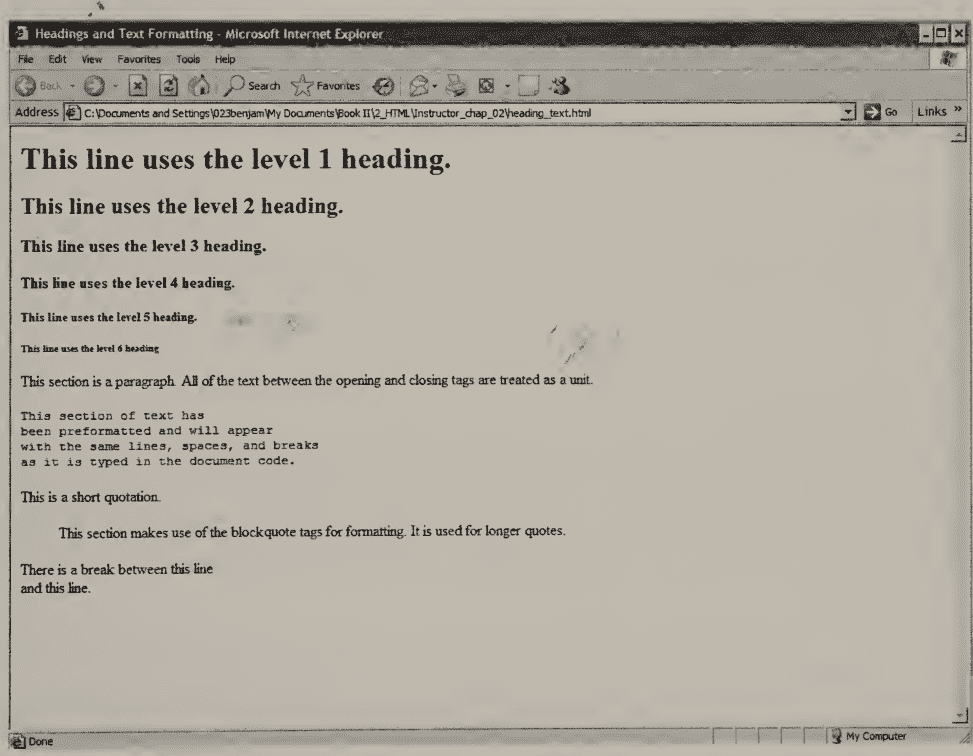 Headings and Text Formatting - Microsoft Internet Explorer
File Edit View Favorites Tools Help
Back Search Favorites
Address C:\Documents and Settings\023benjam\My Documents\Book II\2_HTML\Instructor_chap_02\heading_text.html Go Links »
This line uses the level 1 heading.
This line uses the level 2 heading.
This line uses the level 3 heading.
This line uses the level 4 heading.
This line uses the level 5 heading.
This line uses the level 6 heading
This section is a paragraph. All of the text between the opening and closing tags are treated as a unit.
This section of text has
been preformatted and will appear
with the same lines, spaces, and breaks
as it is typed in the document code.
This is a short quotation.
This section makes use of the blockquote tags for formatting. It is used for longer quotes.
There is a break between this line
and this line.
Done My Computer